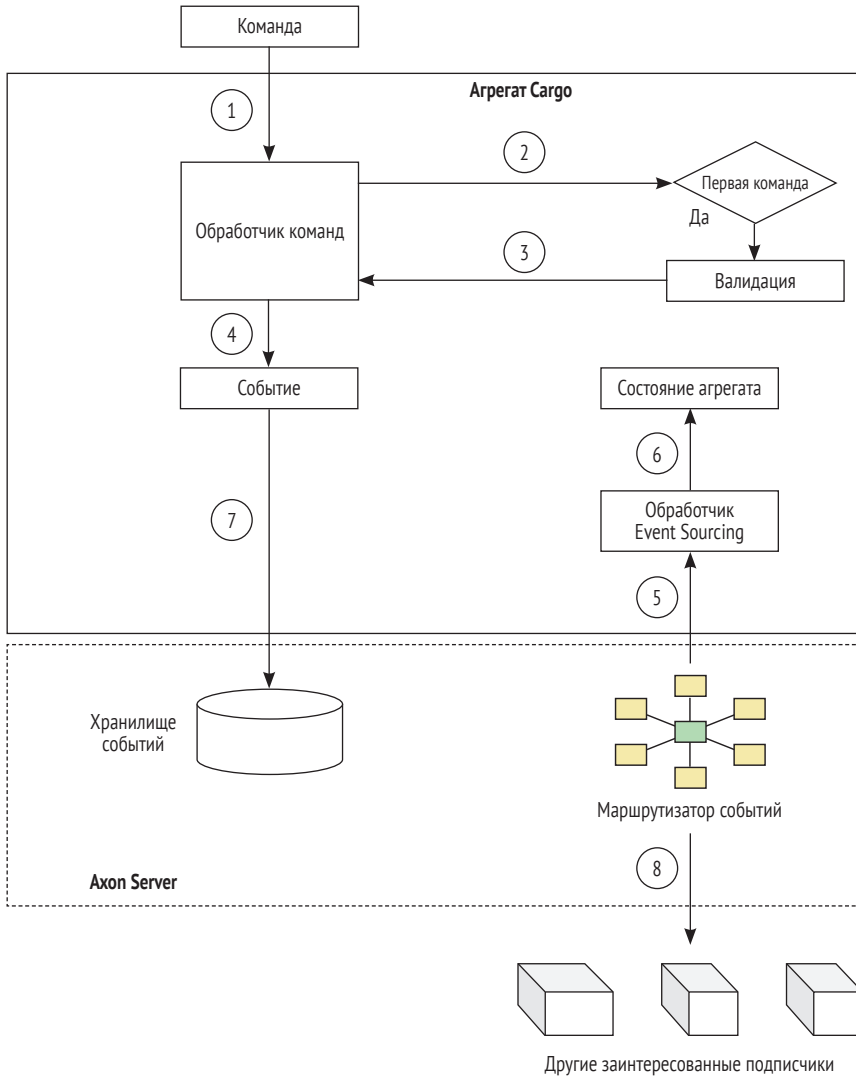 Команда
Агрегат Cargo
1
2
Первая команда
Да
Обработчик команд
3
Валидация
4
Событие
Состояние агрегата
6
7
Обработчик
Event Sourcing
5
Хранилище
событий
Маршрутизатор событий
8
Axon Server
Другие заинтересованные подписчики